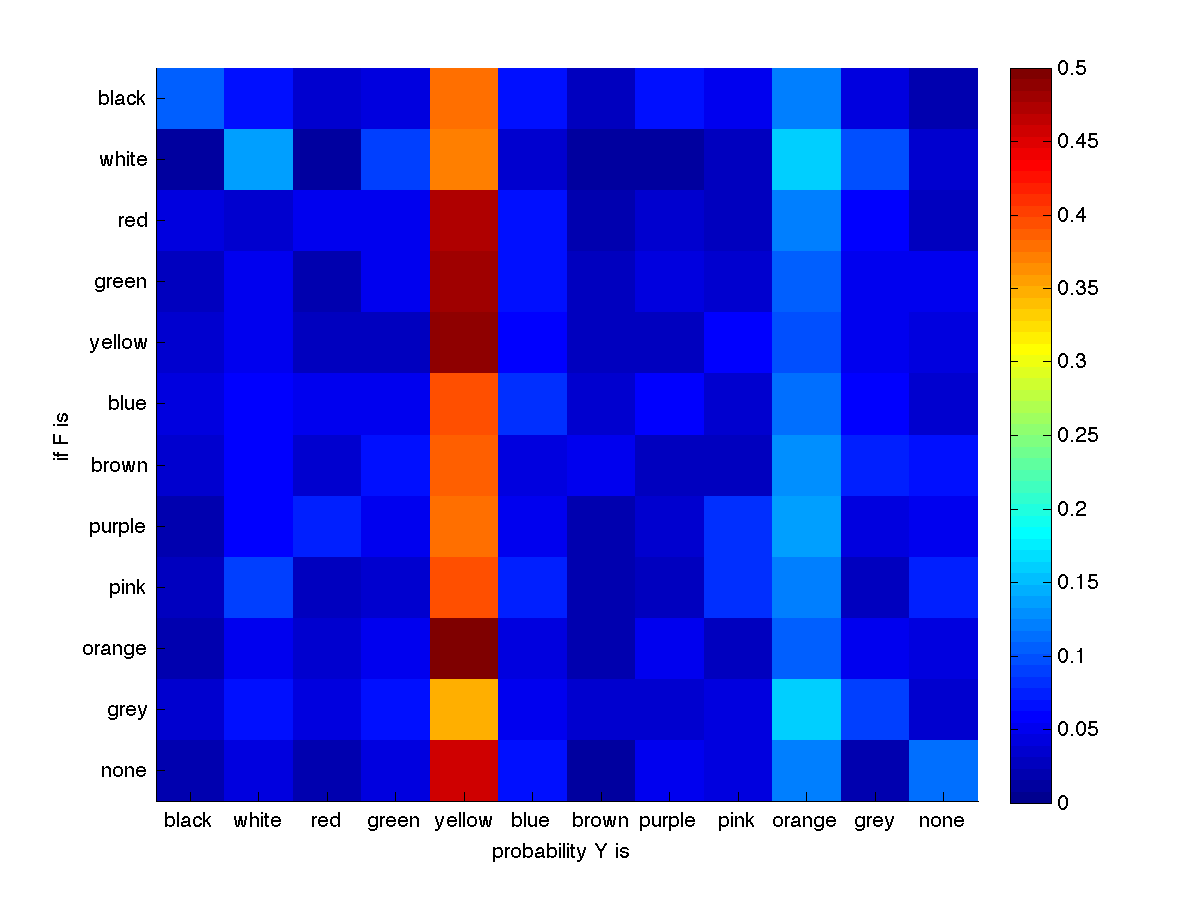 black
white
red
green
yellow
blue
brown
purple
pink
orange
grey
none
if F is
black white red green yellow blue brown purple pink orange grey none
probability Y is
0.5
0.45
0.4
0.35
0.3
0.25
0.2
0.15
0.1
0.05
0